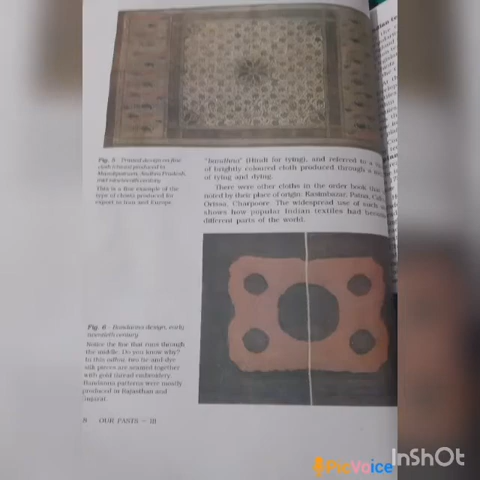 Fig. 5 – Printed design on fine
cloth (chintz) produced in
Masulipatnam, Andhra Pradesh,
mid-nineteenth century
This is a fine example of the
type of chintz produced for
export to Iran and Europe.
"bandhna" (Hindi for tying), and referred to a
of brightly coloured cloth produced through a
of tying and dyeing.
There were other cloths in the order book that
noted by their place of origin: Kasimbazar, Patna,
Orissa, Charpoore. The widespread use of such
shows how popular Indian textiles had become
different parts of the world.
Fig. 6 – Bandanna design, early
twentieth century
Notice the line that runs through
the middle. Do you know why?
In this odhni, two tie-and-dye
silk pieces are seamed together
with gold thread embroidery.
Bandanna patterns were mostly
produced in Rajasthan and
Gujarat.
OUR PASTS – III
PicVoice
InShOt